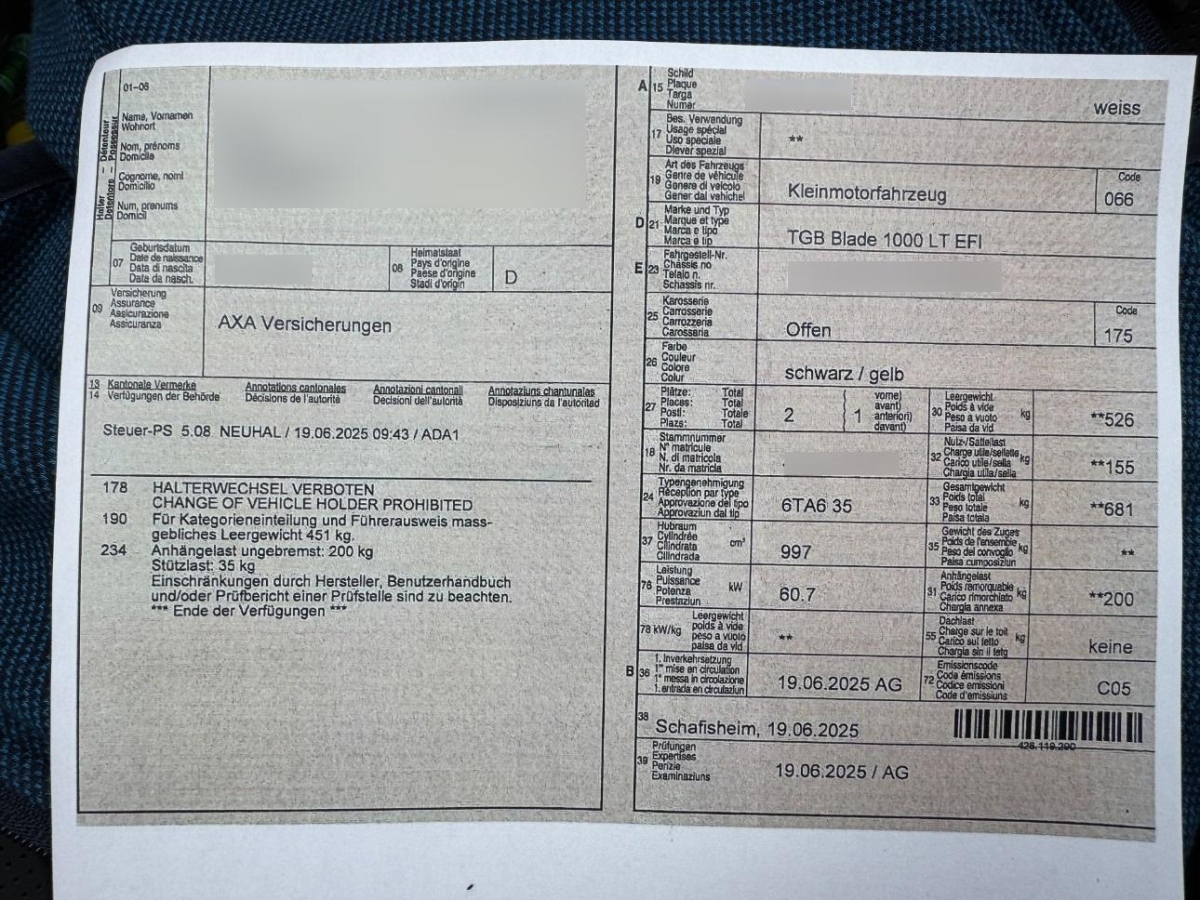 01-06
Halter – Détenteur
Detentore – Possessur
Name, Vornamen
Wohnort
Nom, prénoms
Domicile
Cognome, nomi
Domicilio
Num, prenums
Domicil
07
Geburtsdatum
Date de naissance
Data di nascita
Data da nasch.
08
Heimatstaat
Pays d'origine
Paese d'origine
Stadi d'origin
D
09
Versicherung
Assurance
Assicurazione
Assicuranza
AXA Versicherungen
13 Kantonale Vermerke Annotations cantonales Annotazioni cantonali Annotaziuns chantunalas
14 Verfügungen der Behörde Décisions de l'autorité Decisioni dell'autorità Disposiziuns da l'autoritad
Steuer-PS 5.08 NEUHAL / 19.06.2025 09:43 / ADA1
178 HALTERWECHSEL VERBOTEN
CHANGE OF VEHICLE HOLDER PROHIBITED
190 Für Kategorieneinteilung und Führerausweis mass-
gebliches Leergewicht 451 kg.
234 Anhängelast ungebremst: 200 kg
Stützlast: 35 kg
Einschränkungen durch Hersteller, Benutzerhandbuch
und/oder Prüfbericht einer Prüfstelle sind zu beachten.
*** Ende der Verfügungen ***
A 15
Schild
Plaque
Targa
Numer
weiss
17
Bes. Verwendung
Usage spécial
Uso speciale
Diever spezial
**
19
Art des Fahrzeugs
Genre de véhicule
Genere di veicolo
Gener dal vehichel
Kleinmotorfahrzeug
Code
066
D 21
Marke und Typ
Marque et type
Marca e tipo
Marca e tip
TGB Blade 1000 LT EFI
E 23
Fahrgestell-Nr.
Châssis no
Telaio n.
Schassis nr.
25
Karosserie
Carrosserie
Carrozzeria
Carossaria
Offen
Code
175
26
Farbe
Couleur
Colore
Colur
schwarz / gelb
27
Plätze: Total
Places: Total
Posti: Totale
Plazs: Total
2
1
vorne)
avant)
anteriori)
davant)
30
Leergewicht
Poids à vide
Peso a vuoto
Paisa da vid
kg
**526
18
Stammnummer
N° matricule
N. di matricola
Nr. da matricla
32
Nutz-/Sattellast
Charge utile/sellette
Carico utile/sella
Chargia utila/sella
kg
**155
24
Typengenehmigung
Réception par type
Approvazione del tipo
Approvaziun dal tip
6TA6 35
33
Gesamtgewicht
Poids total
Peso totale
Paisa totala
kg
**681
37
Hubraum
Cylindrée
Cilindrata
Cilindrada
cm³
997
35
Gewicht des Zuges
Poids de l'ensemble
Peso del convoglio
Paisa cumposiziun
kg
**
76
Leistung
Puissance
Potenza
Prestaziun
kW
60.7
31
Anhängelast
Poids remorquable
Carico rimorchiato
Chargia annexa
kg
**200
78 kW/kg
Leergewicht
poids à vide
peso a vuoto
paisa da vid
**
55
Dachlast
Charge sur le toit
Carico sul tetto
Chargia sin il tetg
kg
keine
B 36
1. Inverkehrsetzung
1re mise en circulation
1a messa in circolazione
1. entrada en circulaziun
19.06.2025 AG
72
Emissionscode
Code émissions
Codice emissioni
Code d'emissiuns
C05
38
Schafisheim, 19.06.2025
426.119.290
39
Prüfungen
Expertises
Perizie
Examinaziuns
19.06.2025 / AG